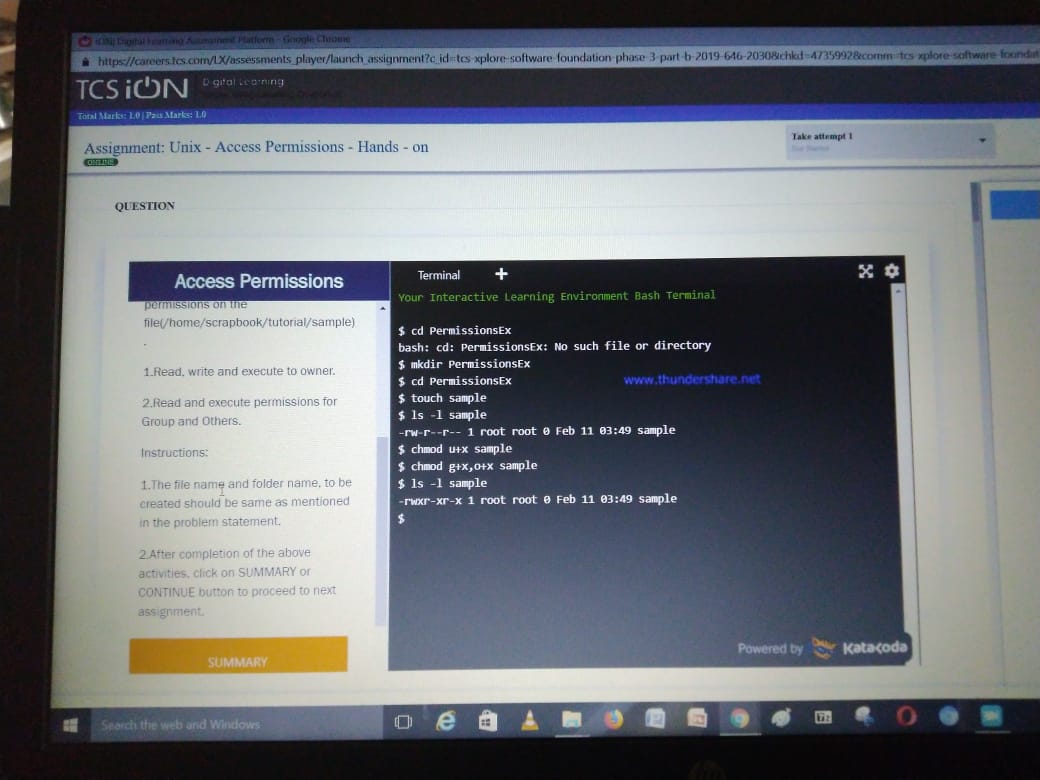 iON| Digital Learning Assessment Platform - Google Chrome
https://careers.tcs.com/LX/assessments_player/launch_assignment?c_id=tcs-xplore-software-foundation-phase-3-part-b-2019-646-2030&chkd=4735992&comm=tcs-xplore-software-foundat
TCS iON Digital Learning
Total Marks: 1.0 | Pass Marks: 1.0
Assignment: Unix - Access Permissions - Hands - on
ONLINE
Take attempt 1
QUESTION
Access Permissions
permissions on the
file(/home/scrapbook/tutorial/sample)
.
1.Read, write and execute to owner.
2.Read and execute permissions for
Group and Others.
Instructions:
1.The file name and folder name, to be
created should be same as mentioned
in the problem statement.
2.After completion of the above
activities, click on SUMMARY or
CONTINUE button to proceed to next
assignment.
SUMMARY
Terminal +
Your Interactive Learning Environment Bash Terminal
$ cd PermissionsEx
bash: cd: PermissionsEx: No such file or directory
$ mkdir PermissionsEx
$ cd PermissionsEx
www.thundershare.net
$ touch sample
$ ls -l sample
-rw-r--r-- 1 root root 0 Feb 11 03:49 sample
$ chmod u+x sample
$ chmod g+x,o+x sample
$ ls -l sample
-rwxr-xr-x 1 root root 0 Feb 11 03:49 sample
$
Powered by Katacoda
Search the web and Windows